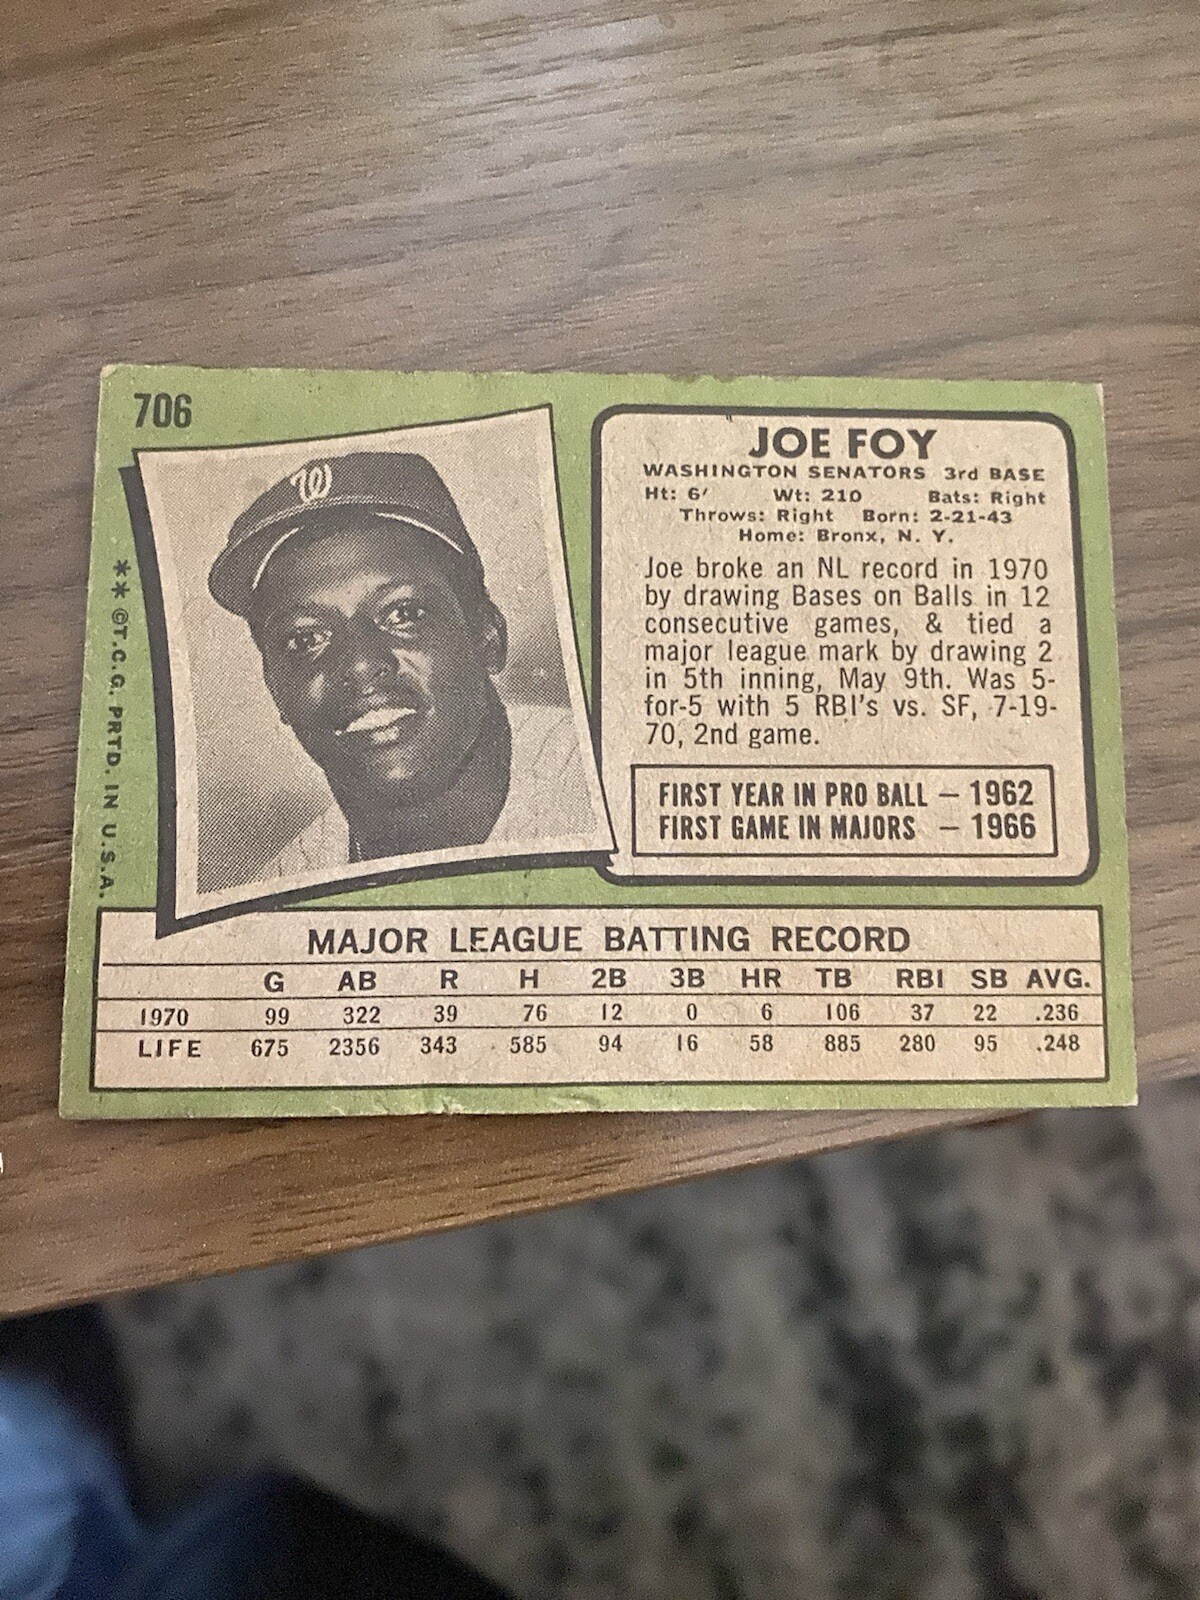 706
W
** ©T.C.G. PRTD. IN U.S.A.
JOE FOY
WASHINGTON SENATORS 3rd BASE
Ht: 6′ Wt: 210 Bats: Right
Throws: Right Born: 2-21-43
Home: Bronx, N. Y.
Joe broke an NL record in 1970
by drawing Bases on Balls in 12
consecutive games, & tied a
major league mark by drawing 2
in 5th inning, May 9th. Was 5-
for-5 with 5 RBI's vs. SF, 7-19-
70, 2nd game.
FIRST YEAR IN PRO BALL — 1962
FIRST GAME IN MAJORS — 1966
MAJOR LEAGUE BATTING RECORD
G AB R H 2B 3B HR TB RBI SB AVG.
1970 99 322 39 76 12 0 6 106 37 22 .236
LIFE 675 2356 343 585 94 16 58 885 280 95 .248